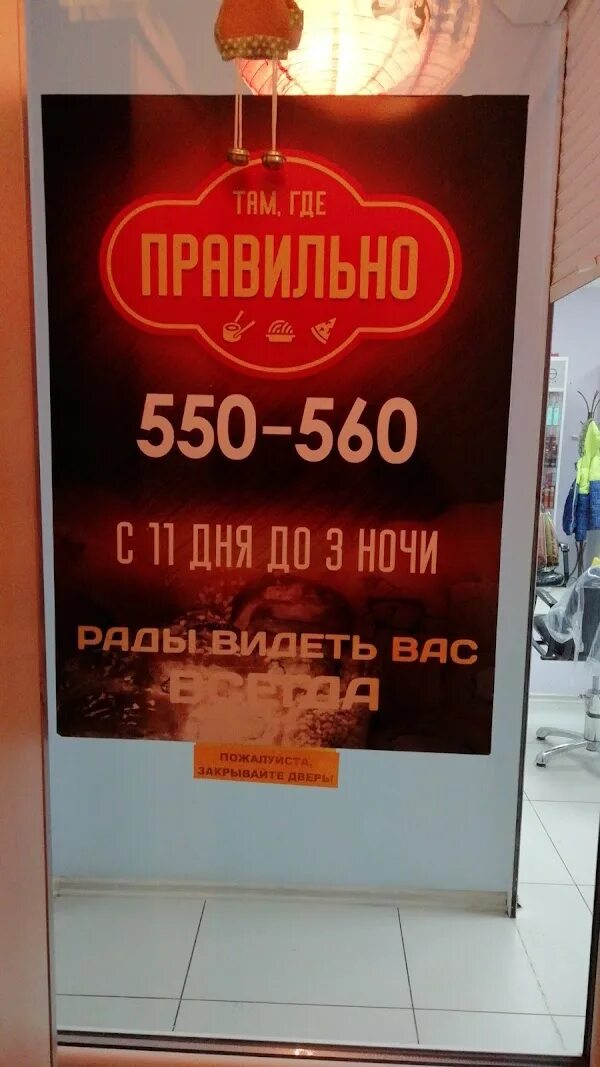 ТАМ, ГДЕ
ПРАВИЛЬНО
550-560
С 11 ДНЯ ДО 3 НОЧИ
РАДЫ ВИДЕТЬ ВАС
ВСЕГДА
ПОЖАЛУЙСТА,
ЗАКРЫВАЙТЕ ДВЕРЬ!